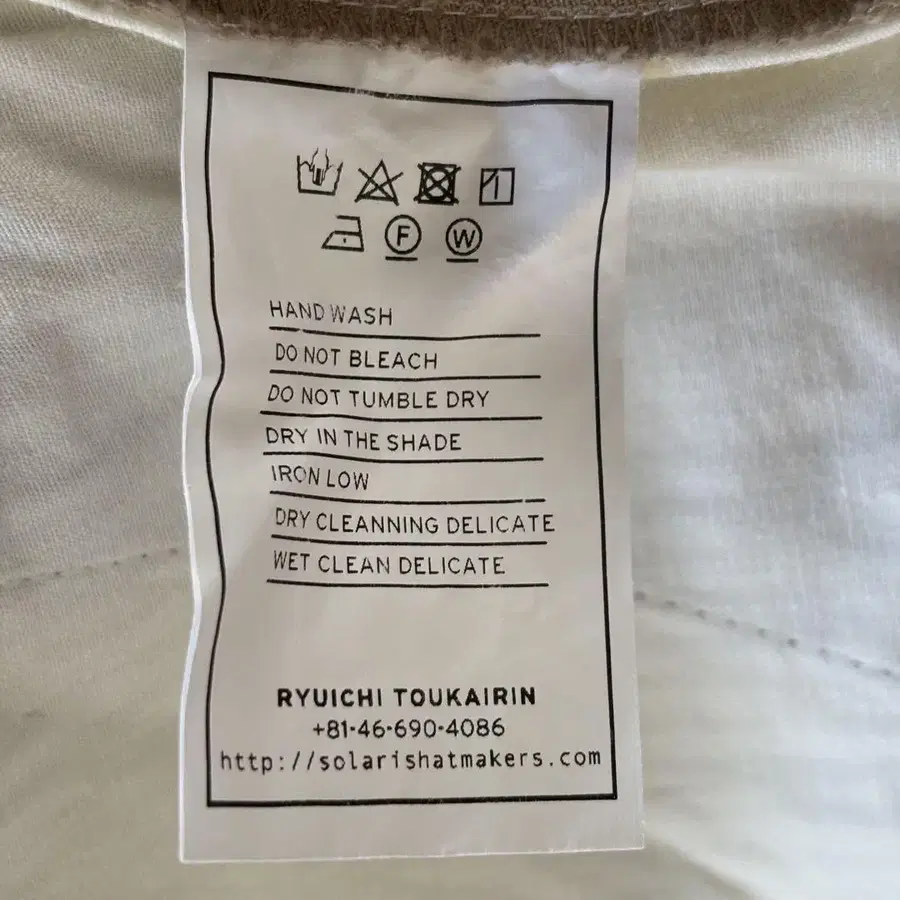 F W
HAND WASH
DO NOT BLEACH
DO NOT TUMBLE DRY
DRY IN THE SHADE
IRON LOW
DRY CLEANNING DELICATE
WET CLEAN DELICATE
RYUICHI TOUKAIRIN
+81-46-690-4086
http://solarishatmakers.com